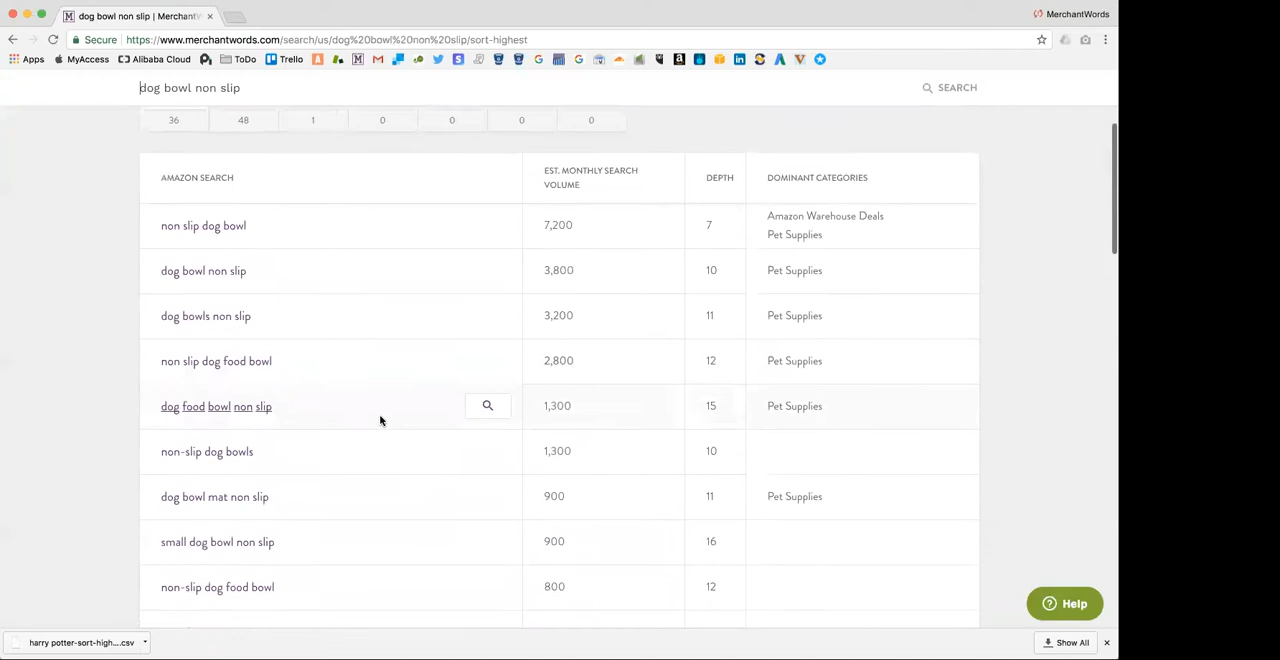 dog bowl non slip | MerchantW
MerchantWords
Secure https://www.merchantwords.com/search/us/dog%20bowl%20non%20slip/sort-highest
Apps MyAccess Alibaba Cloud ToDo Trello
dog bowl non slip SEARCH
36 48 1 0 0 0 0
AMAZON SEARCH EST. MONTHLY SEARCH VOLUME DEPTH DOMINANT CATEGORIES
non slip dog bowl 7,200 7 Amazon Warehouse Deals
Pet Supplies
dog bowl non slip 3,800 10 Pet Supplies
dog bowls non slip 3,200 11 Pet Supplies
non slip dog food bowl 2,800 12 Pet Supplies
dog food bowl non slip 1,300 15 Pet Supplies
non-slip dog bowls 1,300 10
dog bowl mat non slip 900 11 Pet Supplies
small dog bowl non slip 900 16
non-slip dog food bowl 800 12
Help
harry potter-sort-high....csv Show All